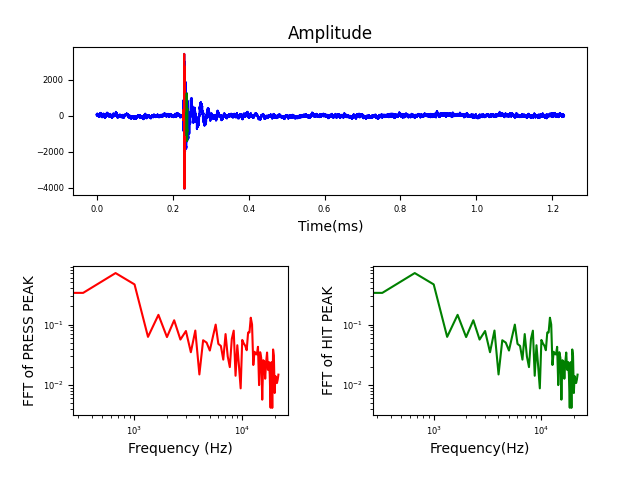 Amplitude
2000
0
−2000
−4000
0.0 0.2 0.4 0.6 0.8 1.0 1.2
Time(ms)
FFT of PRESS PEAK
10⁻¹
10⁻²
10³ 10⁴
Frequency (Hz)
FFT of HIT PEAK
10⁻¹
10⁻²
10³ 10⁴
Frequency(Hz)